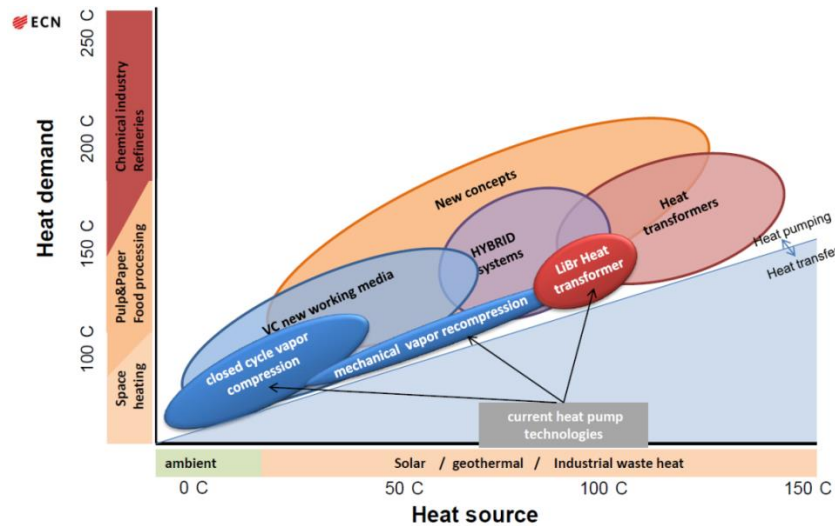 ECN
Heat demand
250 C
200 C
150 C
100 C
Chemical industry
Refineries
Pulp&Paper
Food processing
Space
heating
New concepts
Heat
transformers
HYBRID
systems
LiBr Heat
transformer
VC new working media
closed cycle vapor
compression
mechanical vapor recompression
Heat pumping
Heat transfer
current heat pump
technologies
ambient
Solar / geothermal / Industrial waste heat
0 C
50 C
100 C
150 C
Heat source